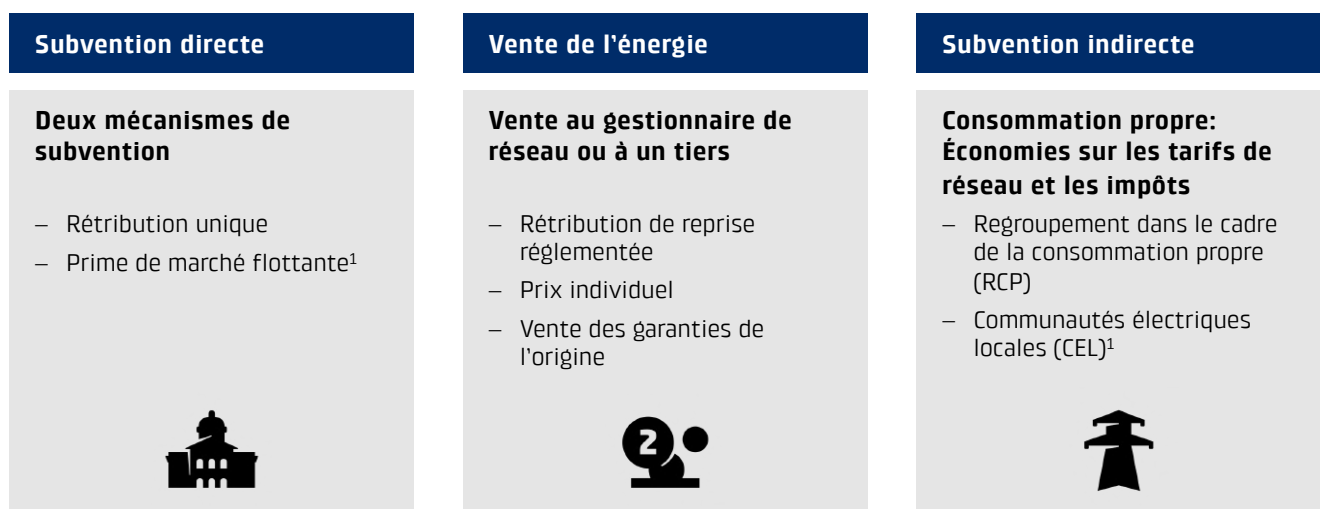 Subvention directe
Deux mécanismes de
subvention
– Rétribution unique
– Prime de marché flottante¹
Vente de l'énergie
Vente au gestionnaire de
réseau ou à un tiers
– Rétribution de reprise
réglementée
– Prix individuel
– Vente des garanties de
l'origine
2
Subvention indirecte
Consommation propre:
Économies sur les tarifs de
réseau et les impôts
– Regroupement dans le cadre
de la consommation propre
(RCP)
– Communautés électriques
locales (CEL)¹